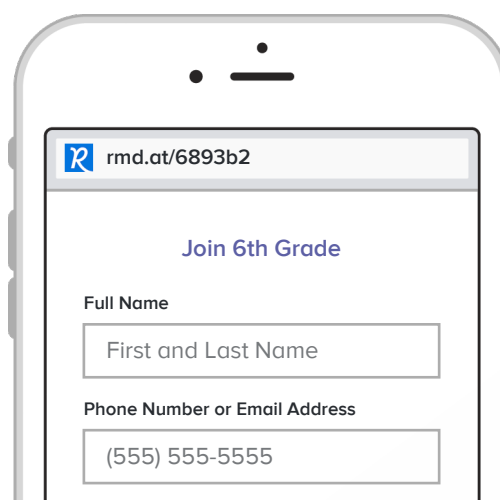 rmd.at/6893b2
Join 6th Grade
Full Name
First and Last Name
Phone Number or Email Address
(555) 555-5555